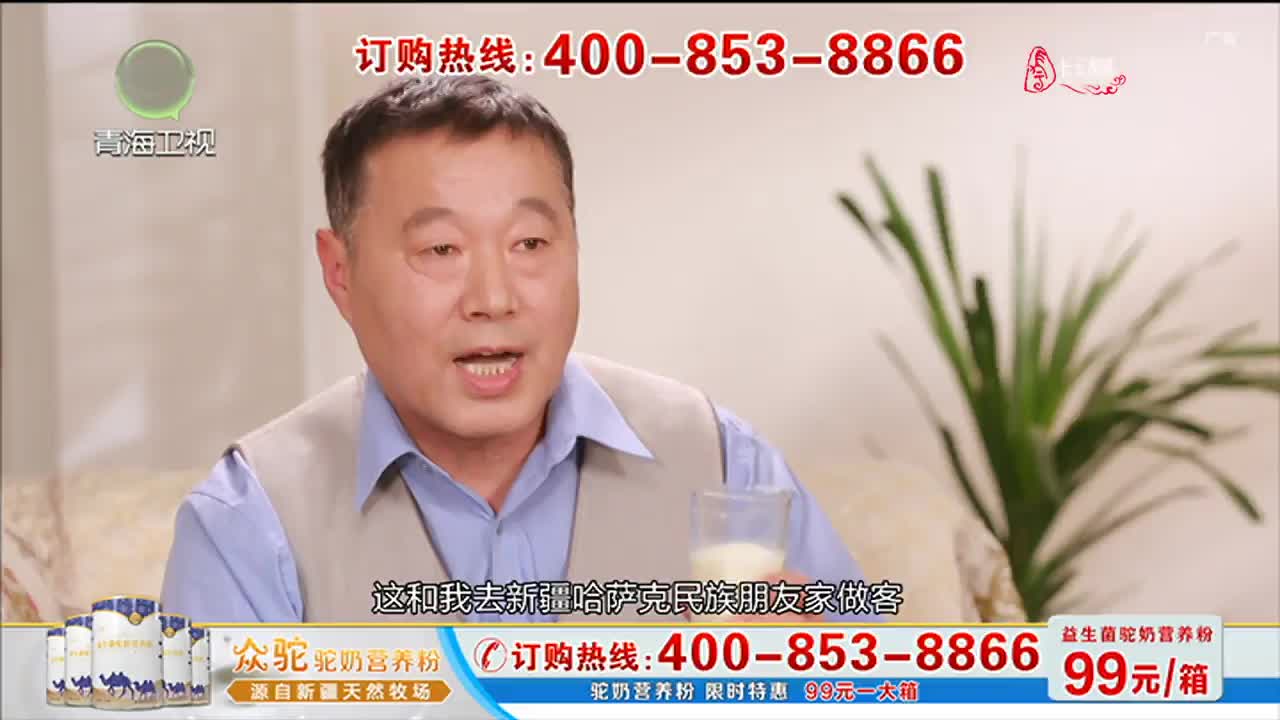 订购热线:400-853-8866
广告
青海卫视
这和我去新疆哈萨克民族朋友家做客
众驼 驼奶营养粉
源自新疆天然牧场
订购热线:400-853-8866
驼奶营养粉 限时特惠 99元一大箱
益生菌驼奶营养粉
99元/箱